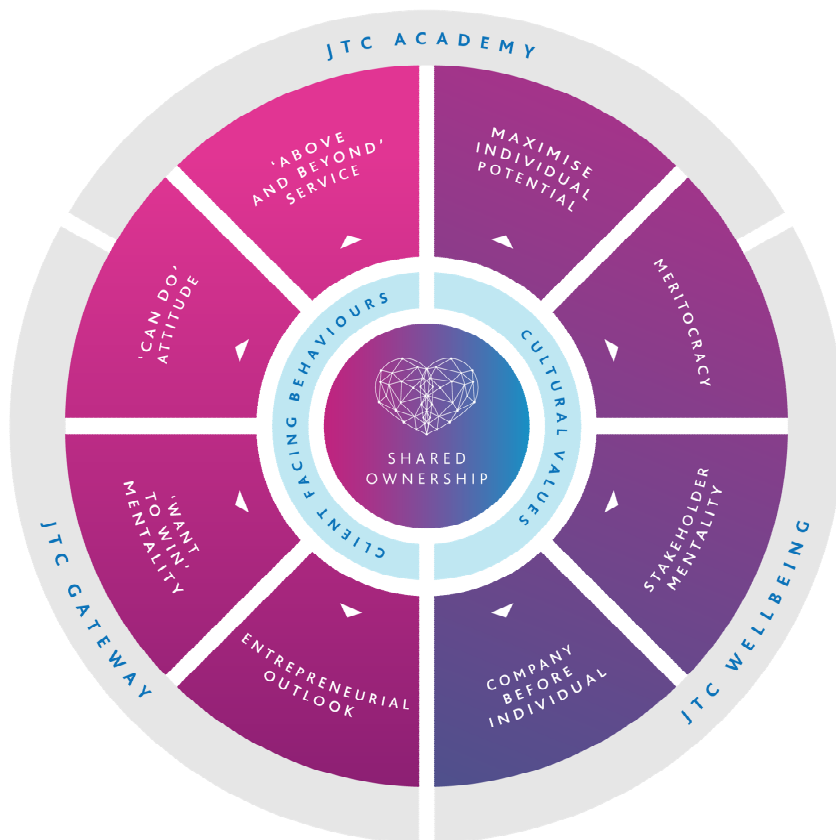 JTC ACADEMY
'ABOVE
AND BEYOND'
SERVICE
MAXIMISE
INDIVIDUAL
POTENTIAL
'CAN DO'
ATTITUDE
MERITOCRACY
CLIENT FACING BEHAVIOURS
CULTURAL VALUES
SHARED
OWNERSHIP
'WANT
TO WIN'
MENTALITY
STAKEHOLDER
MENTALITY
ENTREPRENEURIAL
OUTLOOK
COMPANY
BEFORE
INDIVIDUAL
JTC GATEWAY
JTC WELLBEING